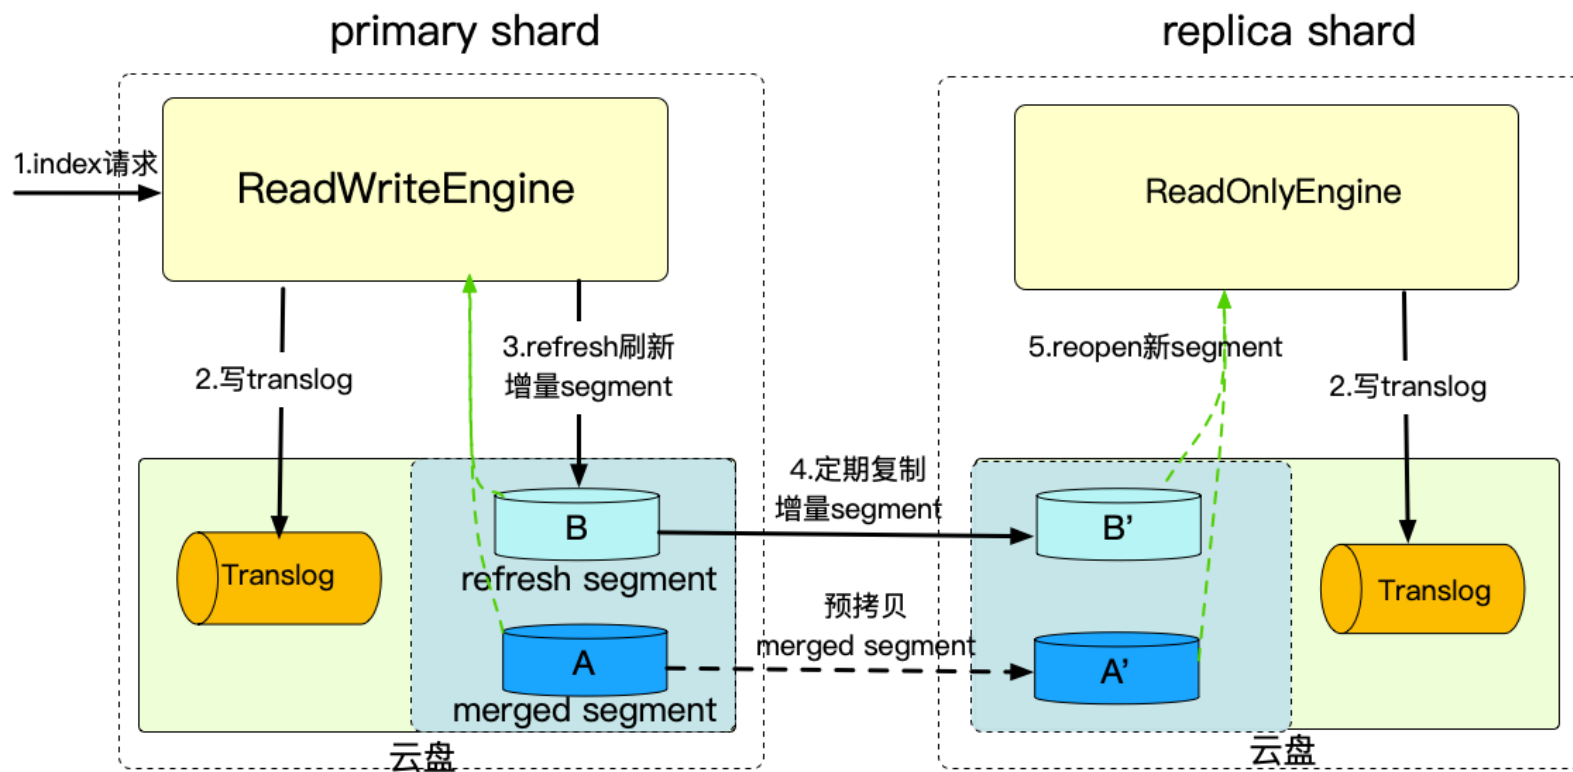 primary shard
replica shard
1.index请求
ReadWriteEngine
ReadOnlyEngine
3.refresh刷新
增量segment
5.reopen新segment
2.写translog
2.写translog
4.定期复制
增量segment
B
B’
refresh segment
Translog
Translog
预拷贝
merged segment
A
A’
merged segment
云盘
云盘